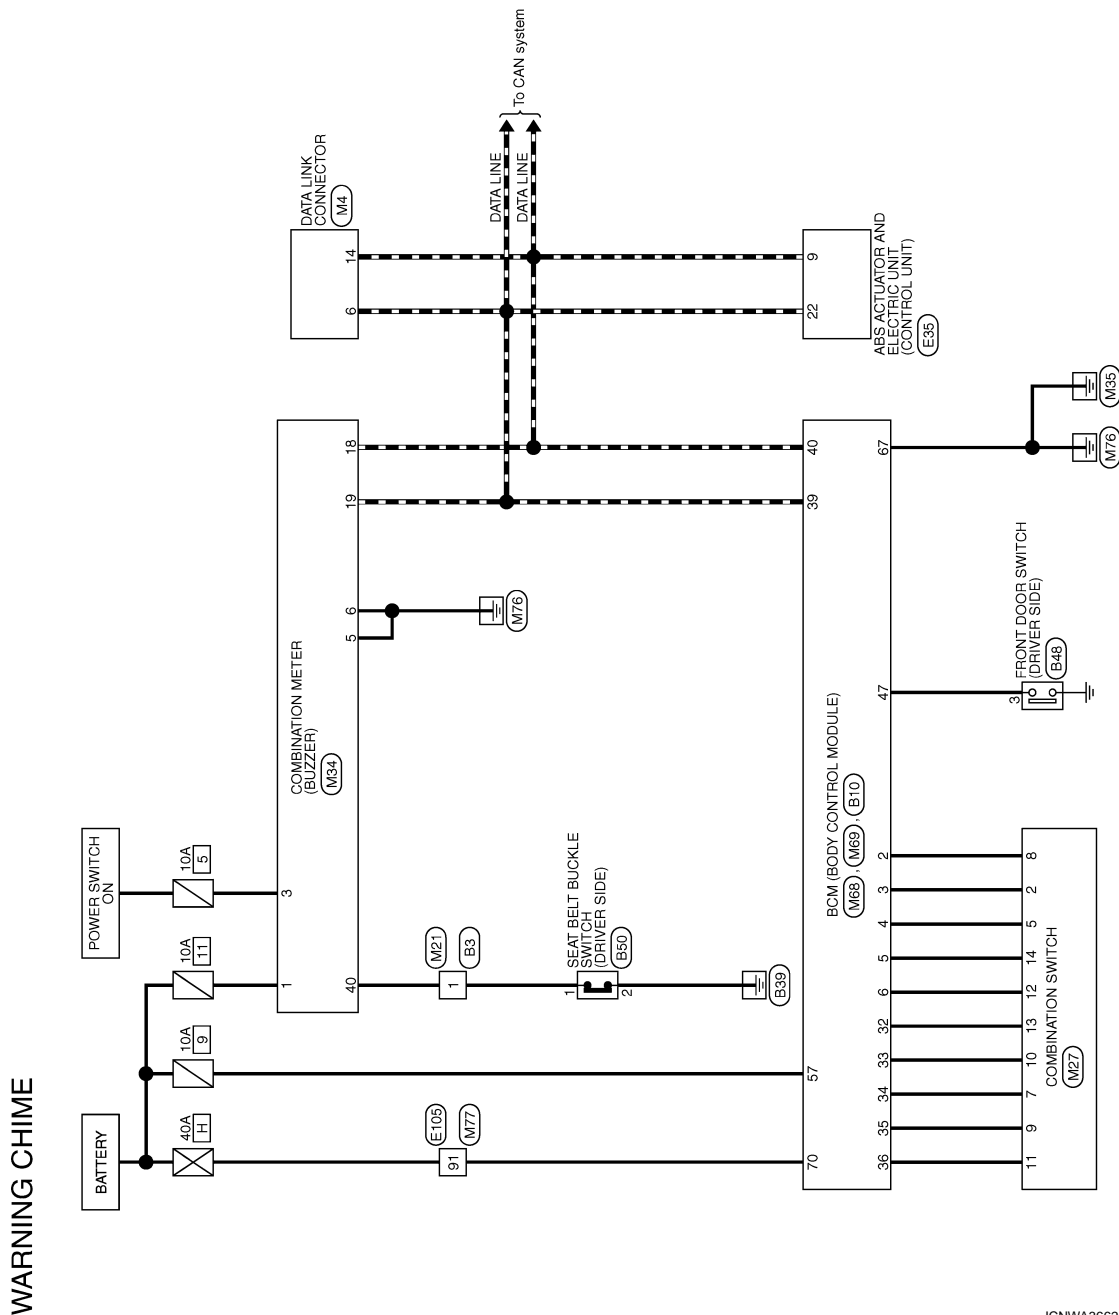 WARNING CHIME
BATTERY
POWER SWITCH
ON
40A
H
10A
9
10A
11
10A
5
1
3
COMBINATION METER
(BUZZER)
M34
40
5
6
19
18
M76
DATA LINK
CONNECTOR
M4
6
14
DATA LINE
DATA LINE
To CAN system
E105
91
M77
M21
1
B3
SEAT BELT BUCKLE
SWITCH
(DRIVER SIDE)
B50
1
2
B39
22
9
ABS ACTUATOR AND
ELECTRIC UNIT
(CONTROL UNIT)
E35
70
57
39
40
BCM (BODY CONTROL MODULE)
M68 , M69 , B10
36
35
34
33
32
6
5
4
3
2
47
67
11
9
7
10
13
12
14
5
2
8
COMBINATION SWITCH
M27
3
FRONT DOOR SWITCH
(DRIVER SIDE)
B48
M76
M35